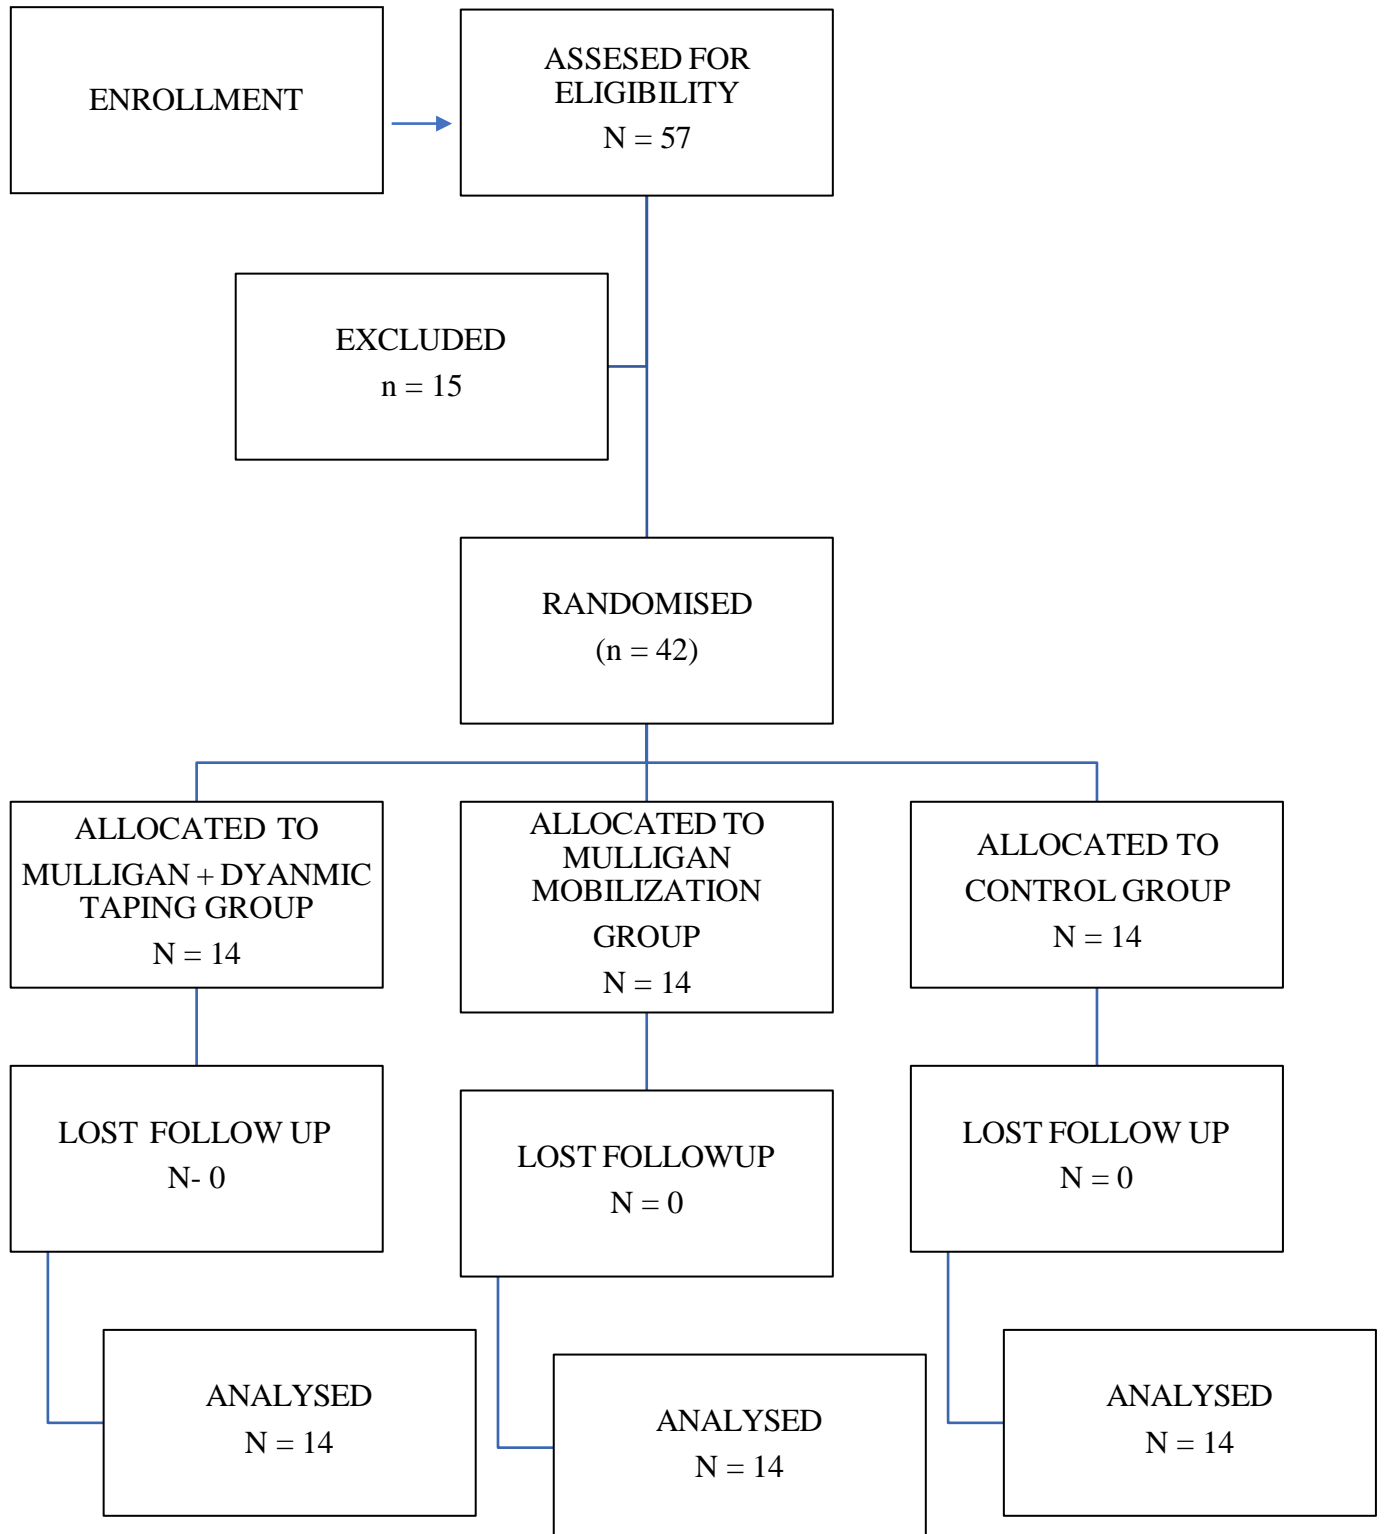 ENROLLMENT
ASSESED FOR
ELIGIBILITY
N = 57
EXCLUDED
n = 15
RANDOMISED
(n = 42)
ALLOCATED TO
MULLIGAN + DYANMIC
TAPING GROUP
N = 14
ALLOCATED TO
MULLIGAN
MOBILIZATION
GROUP
N = 14
ALLOCATED TO
CONTROL GROUP
N = 14
LOST FOLLOW UP
N- 0
LOST FOLLOWUP
N = 0
LOST FOLLOW UP
N = 0
ANALYSED
N = 14
ANALYSED
N = 14
ANALYSED
N = 14